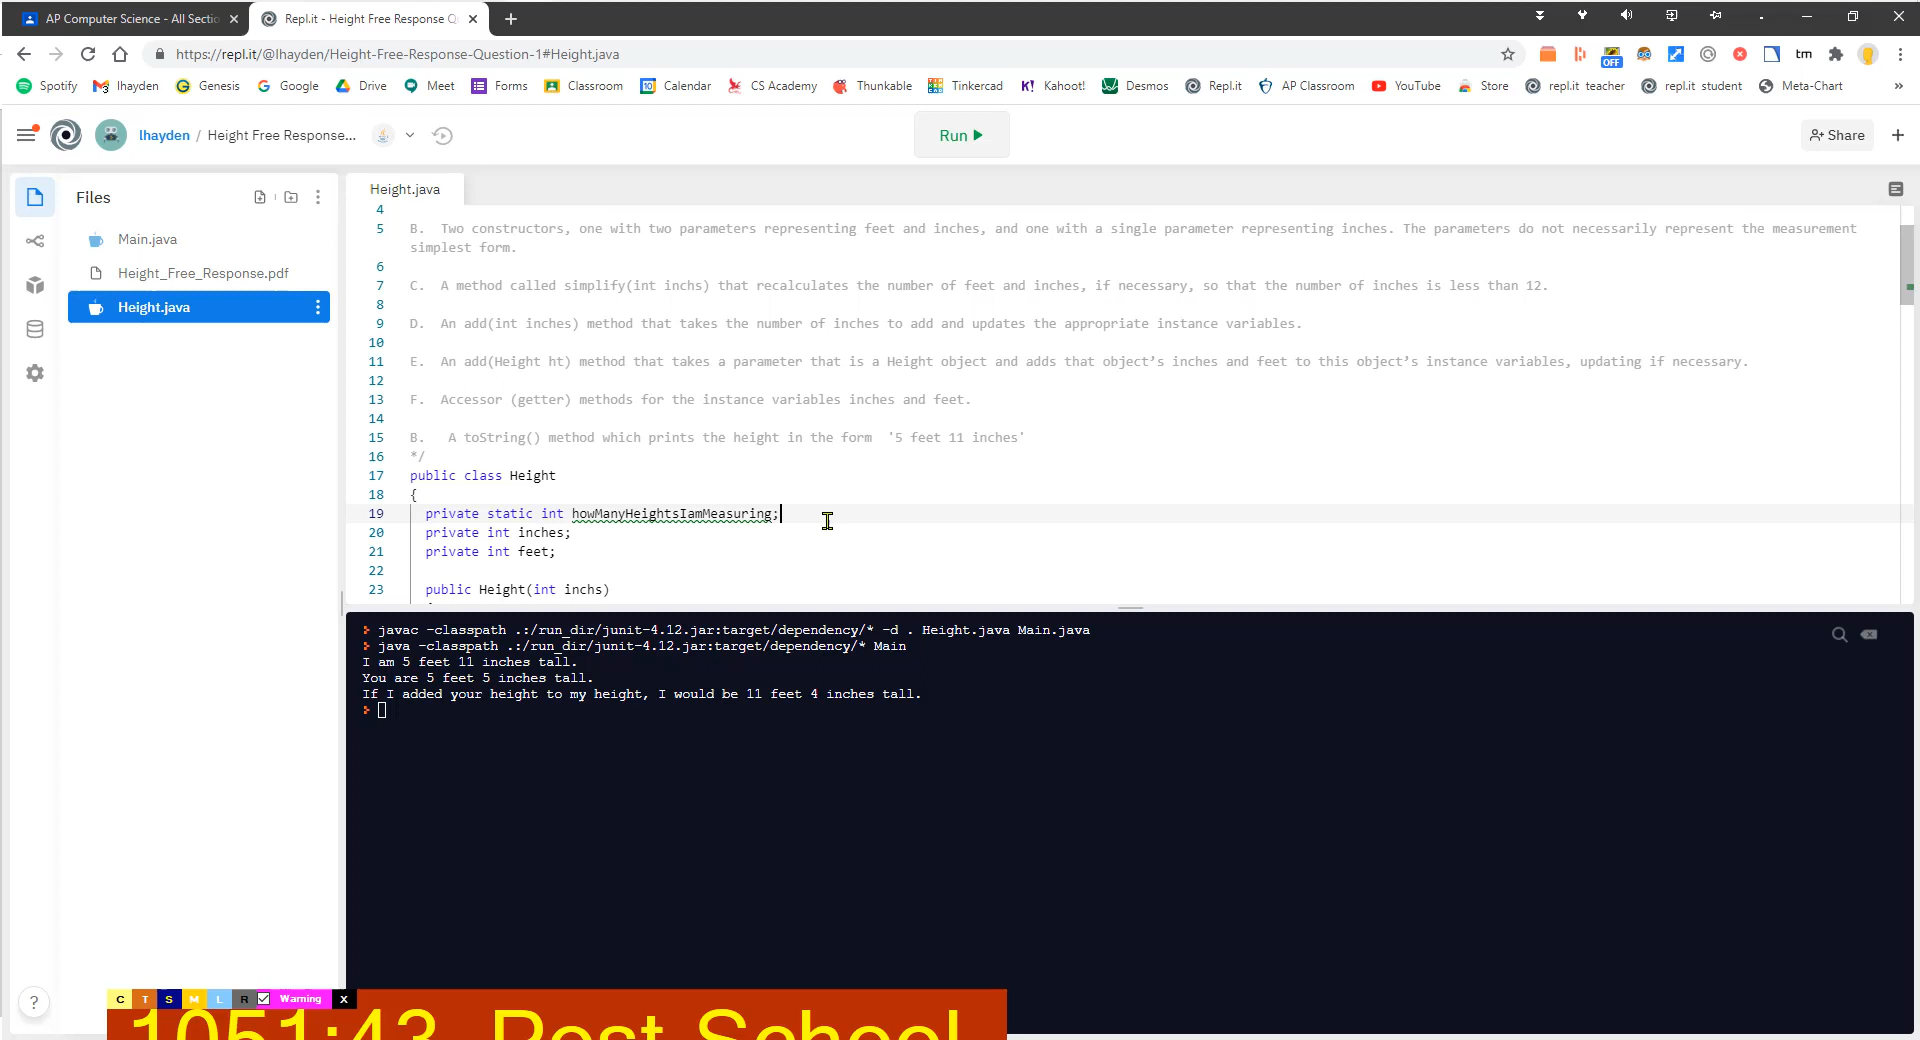 AP Computer Science - All Sectio
Repl.it - Height Free Response Q
https://repl.it/@lhayden/Height-Free-Response-Question-1#Height.java
OFF
tm
Spotify
lhayden
Genesis
Google
Drive
Meet
Forms
Classroom
10
Calendar
CS Academy
Thunkable
Tinkercad
K! Kahoot!
Desmos
Repl.it
AP Classroom
YouTube
Store
repl.it teacher
repl.it student
Meta-Chart
»
lhayden / Height Free Response...
Run
Share
Files
Main.java
Height_Free_Response.pdf
Height.java
Height.java
4
5 B. Two constructors, one with two parameters representing feet and inches, and one with a single parameter representing inches. The parameters do not necessarily represent the measurement
simplest form.
6
7 C. A method called simplify(int inchs) that recalculates the number of feet and inches, if necessary, so that the number of inches is less than 12.
8
9 D. An add(int inches) method that takes the number of inches to add and updates the appropriate instance variables.
10
11 E. An add(Height ht) method that takes a parameter that is a Height object and adds that object’s inches and feet to this object’s instance variables, updating if necessary.
12
13 F. Accessor (getter) methods for the instance variables inches and feet.
14
15 B. A toString() method which prints the height in the form '5 feet 11 inches'
16 */
17 public class Height
18 {
19 private static int howManyHeightsIamMeasuring;
20 private int inches;
21 private int feet;
22
23 public Height(int inchs)
javac -classpath .:/run_dir/junit-4.12.jar:target/dependency/* -d . Height.java Main.java
java -classpath .:/run_dir/junit-4.12.jar:target/dependency/* Main
I am 5 feet 11 inches tall.
You are 5 feet 5 inches tall.
If I added your height to my height, I would be 11 feet 4 inches tall.
?
C T S M L R Warning X
1051:43 Post School